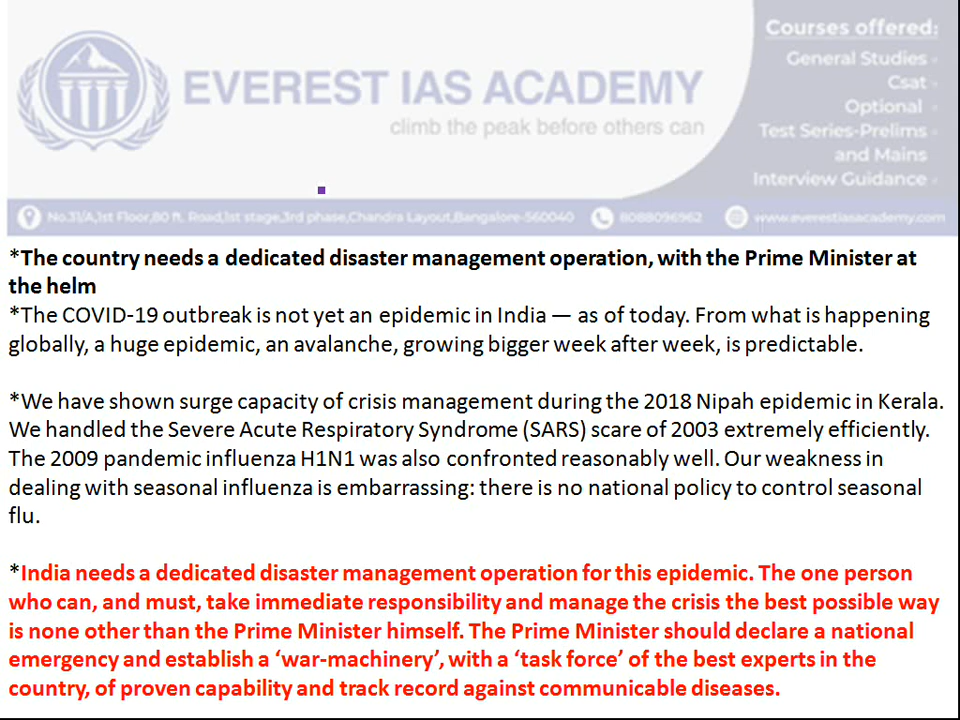 EVEREST IAS ACADEMY
climb the peak before others can
Courses offered:
General Studies
Csat
Optional
Test Series-Prelims
and Mains
Interview Guidance
No.31/A,1st Floor,80 ft. Road,1st stage,3rd phase,Chandra Layout,Bangalore-560040
8088096962
www.everestiasacademy.com
*The country needs a dedicated disaster management operation, with the Prime Minister at
the helm
*The COVID-19 outbreak is not yet an epidemic in India — as of today. From what is happening
globally, a huge epidemic, an avalanche, growing bigger week after week, is predictable.
*We have shown surge capacity of crisis management during the 2018 Nipah epidemic in Kerala.
We handled the Severe Acute Respiratory Syndrome (SARS) scare of 2003 extremely efficiently.
The 2009 pandemic influenza H1N1 was also confronted reasonably well. Our weakness in
dealing with seasonal influenza is embarrassing: there is no national policy to control seasonal
flu.
*India needs a dedicated disaster management operation for this epidemic. The one person
who can, and must, take immediate responsibility and manage the crisis the best possible way
is none other than the Prime Minister himself. The Prime Minister should declare a national
emergency and establish a ‘war-machinery’, with a ‘task force’ of the best experts in the
country, of proven capability and track record against communicable diseases.